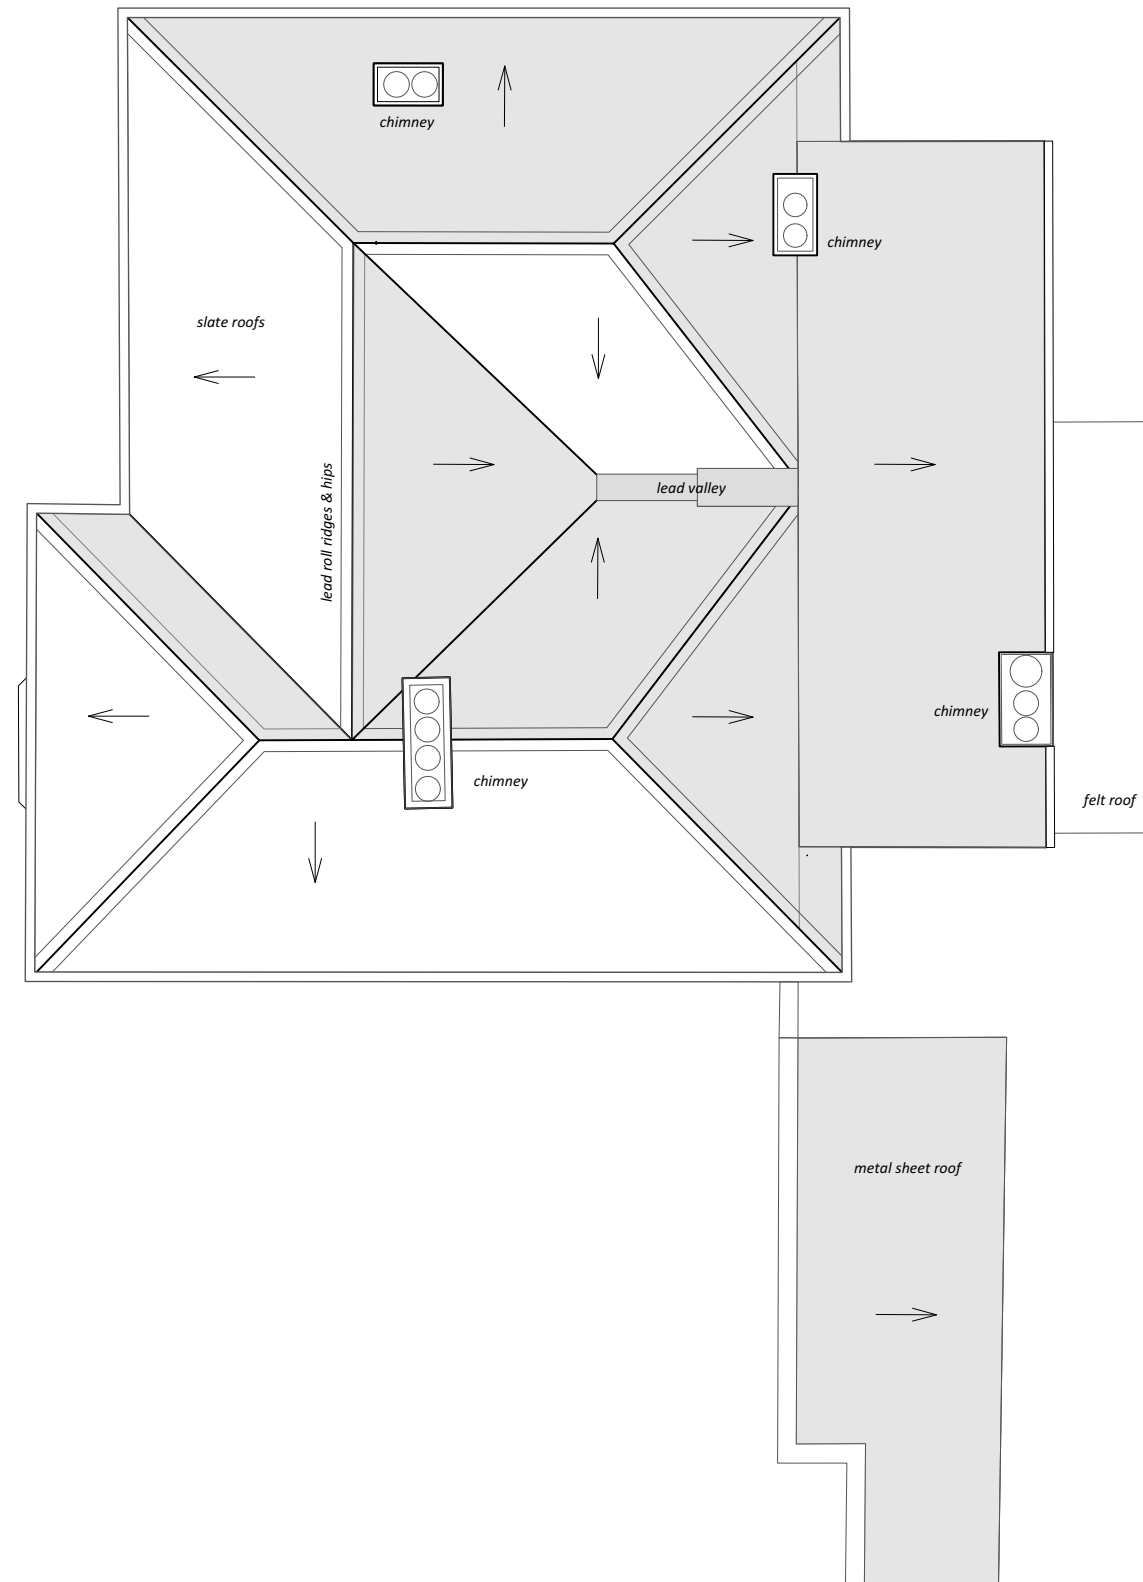 chimney
chimney
slate roofs
lead roll ridges & hips
lead valley
chimney
chimney
felt roof
metal sheet roof